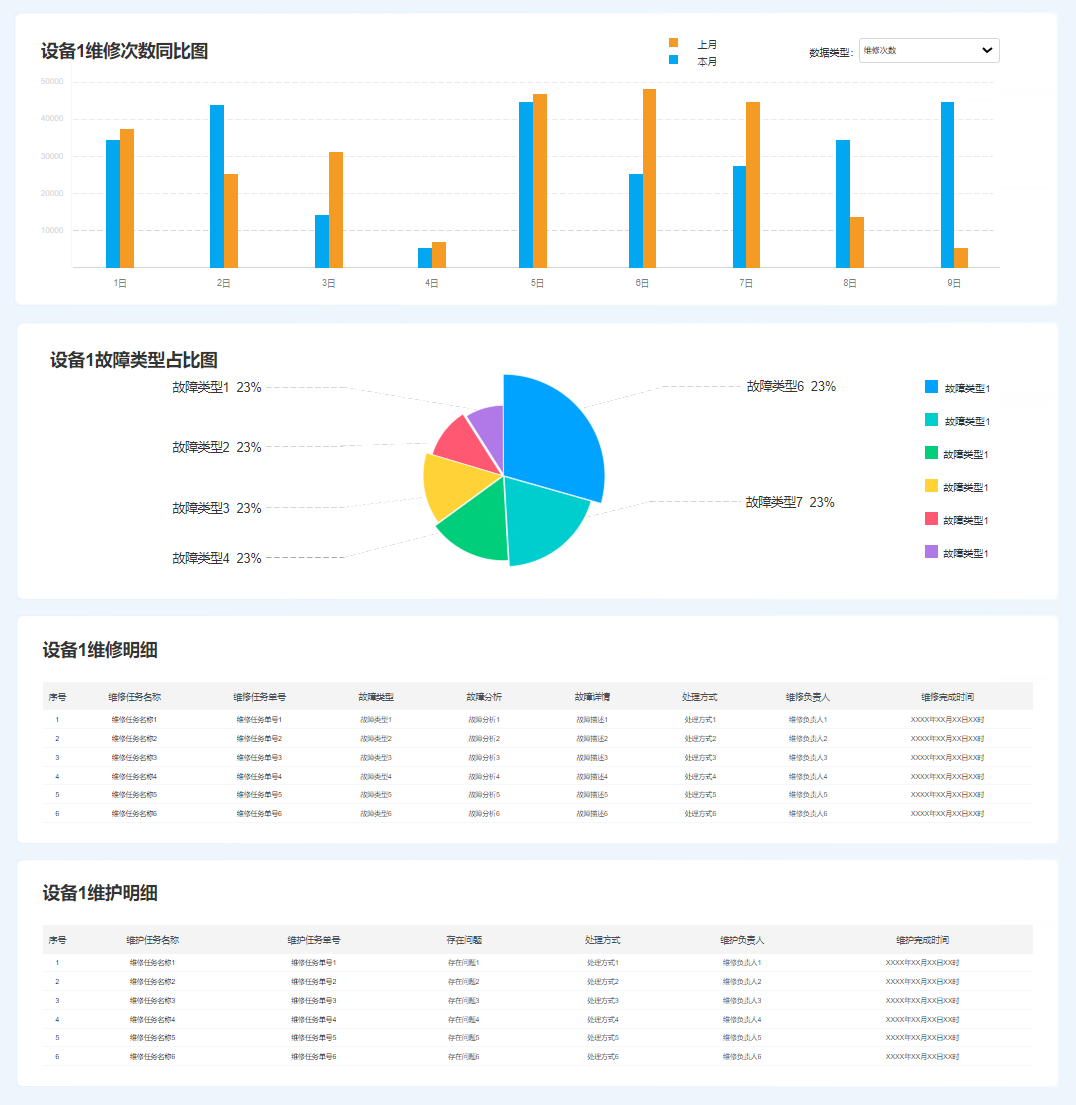 设备1维修次数同比图
上月
本月
数据类型：
维修次数
50000
40000
30000
20000
10000
1日 2日 3日 4日 5日 6日 7日 8日 9日
设备1故障类型占比图
故障类型1 23%
故障类型2 23%
故障类型3 23%
故障类型4 23%
故障类型6 23%
故障类型7 23%
故障类型1
故障类型1
故障类型1
故障类型1
故障类型1
故障类型1
设备1维修明细
序号 维修任务名称 维修任务单号 故障类型 故障分析 故障详情 处理方式 维修负责人 维修完成时间
1 维修任务名称1 维修任务单号1 故障类型1 故障分析1 故障描述1 处理方式1 维修负责人1 XXXX年XX月XX日XX时
2 维修任务名称2 维修任务单号2 故障类型2 故障分析2 故障描述2 处理方式2 维修负责人2 XXXX年XX月XX日XX时
3 维修任务名称3 维修任务单号3 故障类型3 故障分析3 故障描述3 处理方式3 维修负责人3 XXXX年XX月XX日XX时
4 维修任务名称4 维修任务单号4 故障类型4 故障分析4 故障描述4 处理方式4 维修负责人4 XXXX年XX月XX日XX时
5 维修任务名称5 维修任务单号5 故障类型5 故障分析5 故障描述5 处理方式5 维修负责人5 XXXX年XX月XX日XX时
6 维修任务名称6 维修任务单号6 故障类型6 故障分析6 故障描述6 处理方式6 维修负责人6 XXXX年XX月XX日XX时
设备1维护明细
序号 维护任务名称 维护任务单号 存在问题 处理方式 维护负责人 维护完成时间
1 维修任务名称1 维修任务单号1 存在问题1 处理方式1 维修负责人1 XXXX年XX月XX日XX时
2 维修任务名称2 维修任务单号2 存在问题2 处理方式2 维修负责人2 XXXX年XX月XX日XX时
3 维修任务名称3 维修任务单号3 存在问题3 处理方式3 维修负责人3 XXXX年XX月XX日XX时
4 维修任务名称4 维修任务单号4 存在问题4 处理方式4 维修负责人4 XXXX年XX月XX日XX时
5 维修任务名称5 维修任务单号5 存在问题5 处理方式5 维修负责人5 XXXX年XX月XX日XX时
6 维修任务名称6 维修任务单号6 存在问题6 处理方式6 维修负责人6 XXXX年XX月XX日XX时